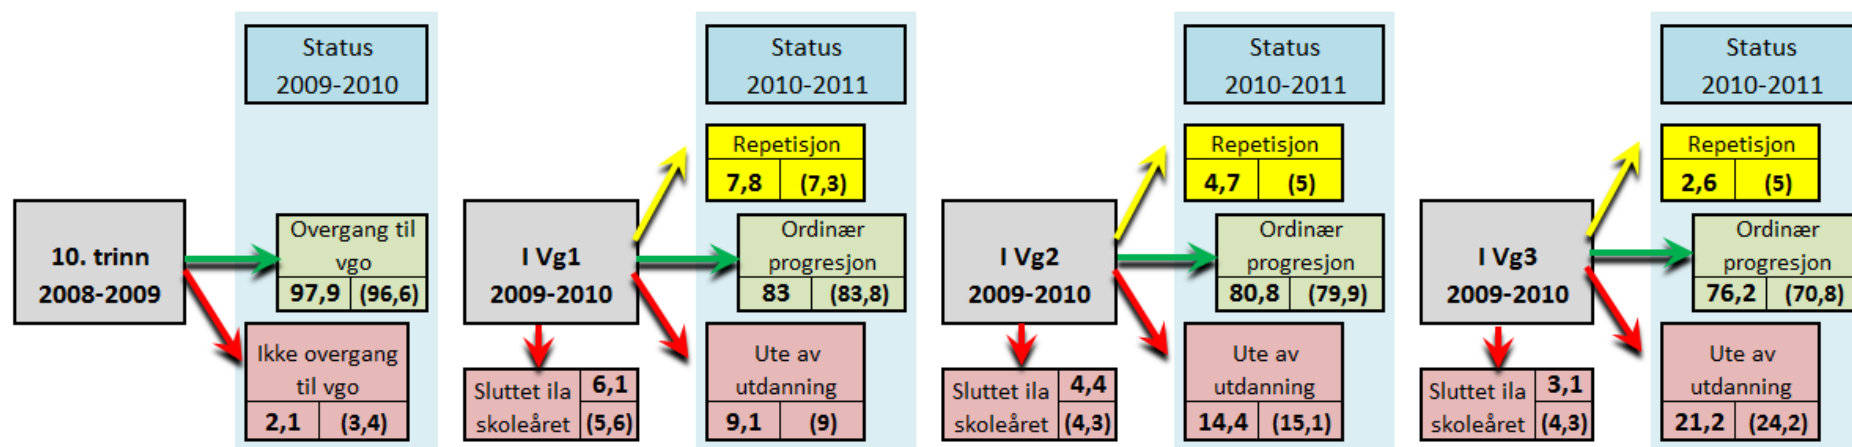 Status
2009-2010
10. trinn
2008-2009
Overgang til
vgo
97,9 (96,6)
Ikke overgang
til vgo
2,1 (3,4)
Status
2010-2011
I Vg1
2009-2010
Repetisjon
7,8 (7,3)
Ordinær
progresjon
83 (83,8)
Sluttet ila 6,1
skoleåret (5,6)
Ute av
utdanning
9,1 (9)
Status
2010-2011
I Vg2
2009-2010
Repetisjon
4,7 (5)
Ordinær
progresjon
80,8 (79,9)
Sluttet ila 4,4
skoleåret (4,3)
Ute av
utdanning
14,4 (15,1)
Status
2010-2011
I Vg3
2009-2010
Repetisjon
2,6 (5)
Ordinær
progresjon
76,2 (70,8)
Sluttet ila 3,1
skoleåret (4,3)
Ute av
utdanning
21,2 (24,2)